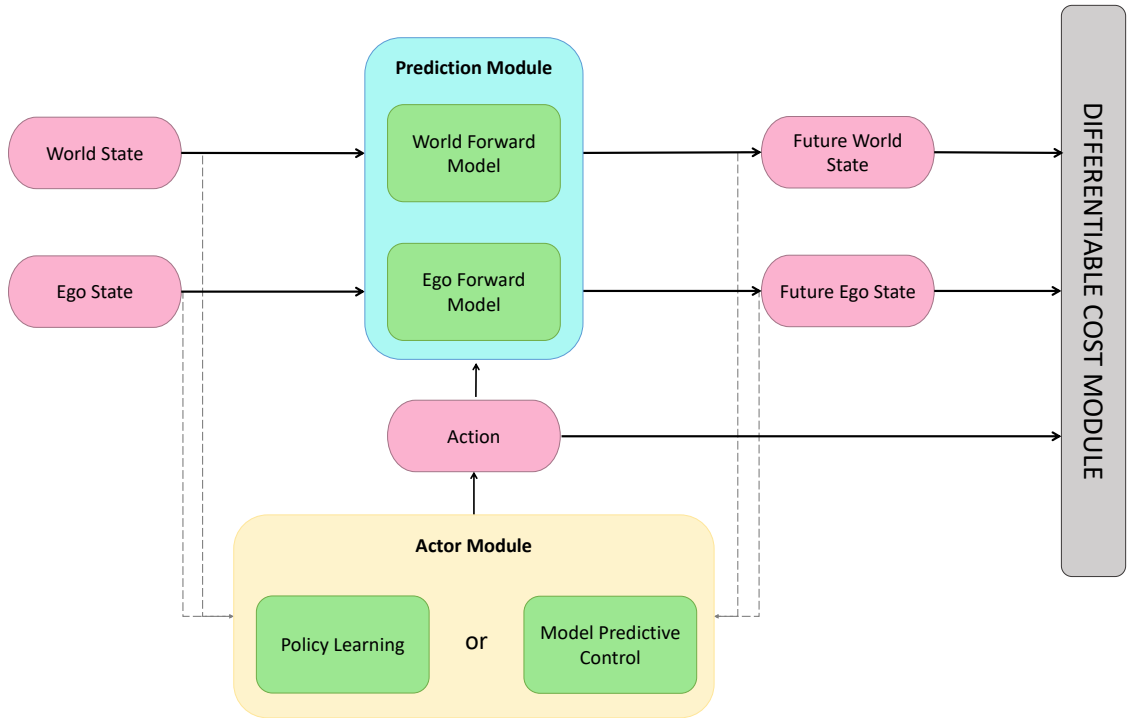 Prediction Module
World State
World Forward
Model
Future World
State
Ego State
Ego Forward
Model
Future Ego State
Action
DIFFERENTIABLE COST MODULE
Actor Module
Policy Learning
or
Model Predictive
Control